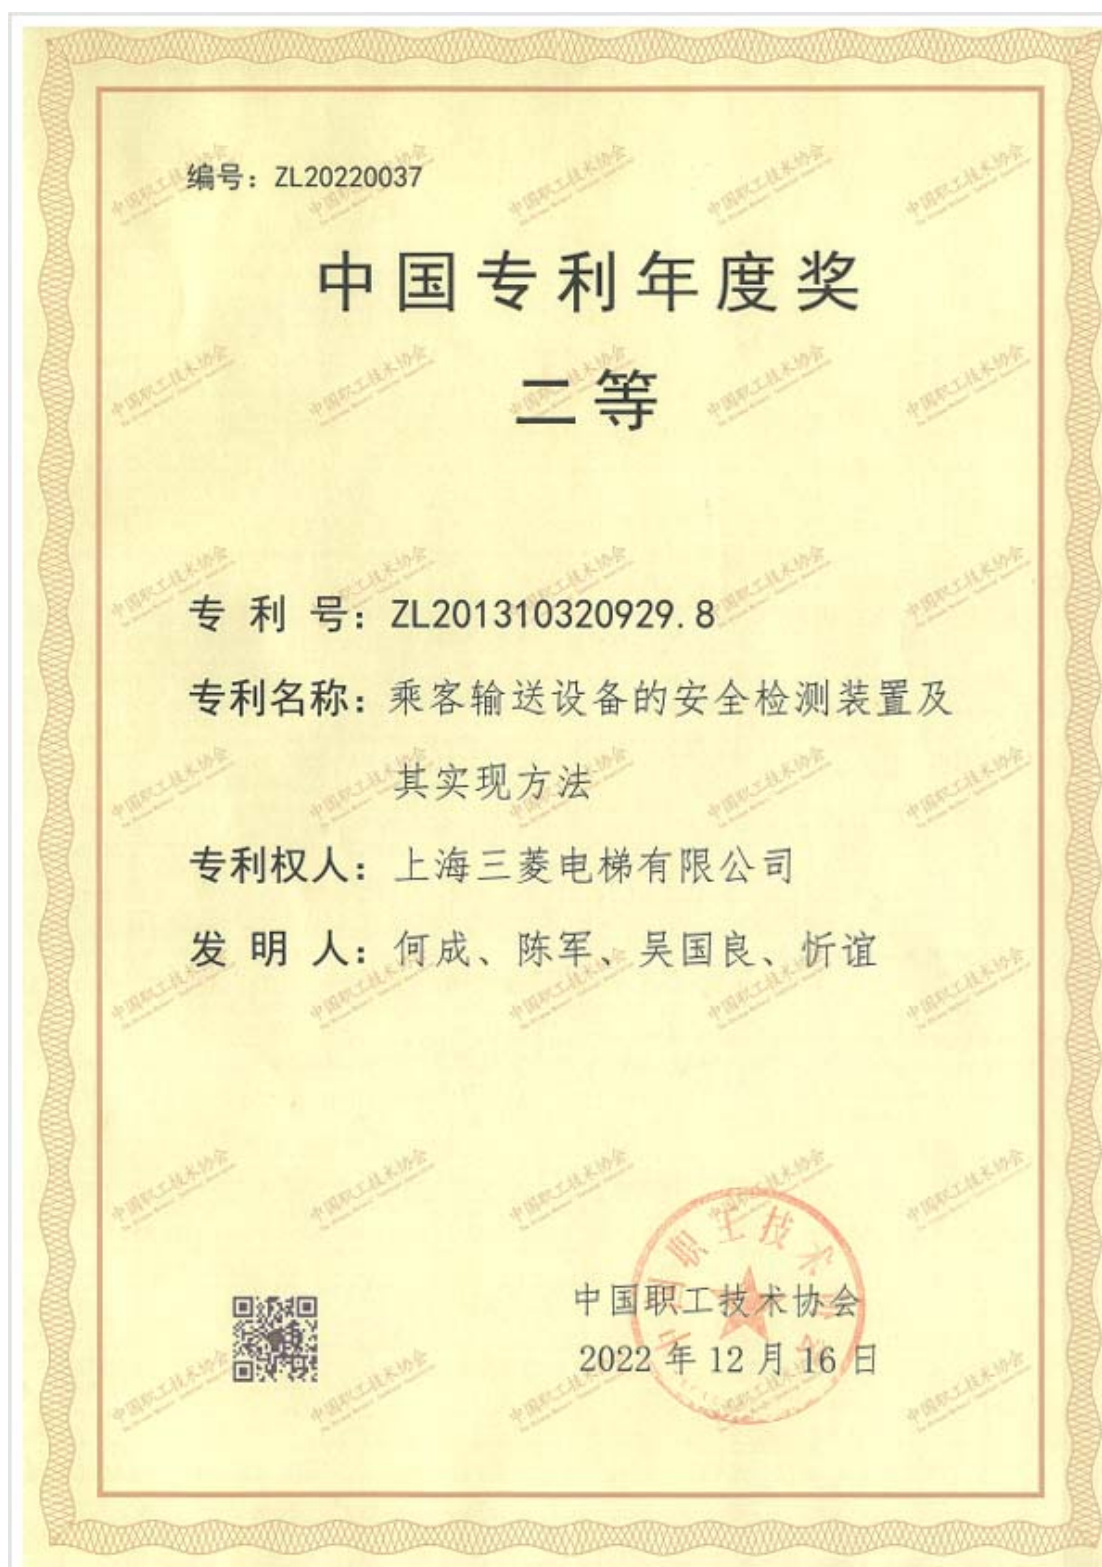 编号：ZL20220037
中国专利年度奖
二等
专利号：ZL201310320929.8
专利名称：乘客输送设备的安全检测装置及
其实现方法
专利权人：上海三菱电梯有限公司
发明人：何成、陈军、吴国良、忻谊
中国职工技术协会
2022年12月16日